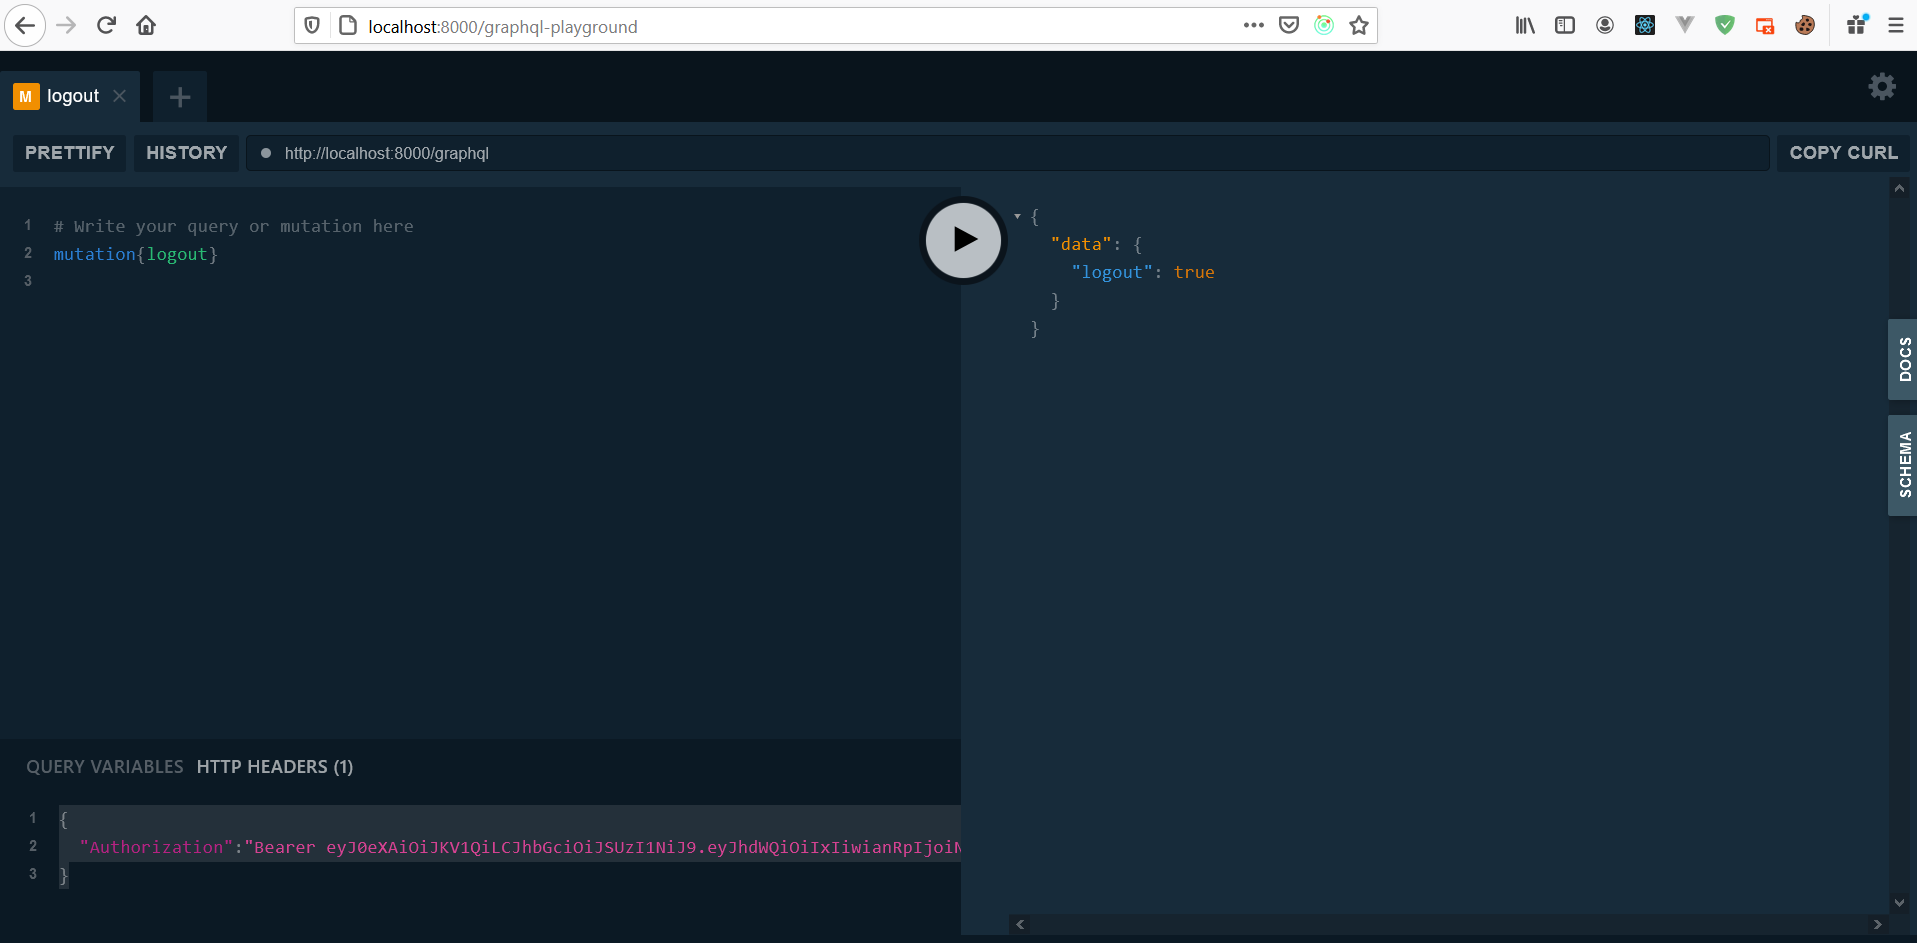 localhost:8000/graphql-playground
M logout
PRETTIFY HISTORY http://localhost:8000/graphql COPY CURL
1 # Write your query or mutation here
2 mutation{logout}
3
{
"data": {
"logout": true
}
}
DOCS
SCHEMA
QUERY VARIABLES HTTP HEADERS (1)
1 {
2 "Authorization":"Bearer eyJ0eXAiOiJKV1QiLCJhbGciOiJSUzI1NiJ9.eyJhdWQiOiIxIiwianRpIjoiN
3 }